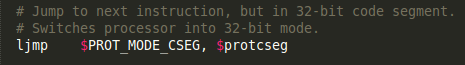 # Jump to next instruction, but in 32-bit code segment.
# Switches processor into 32-bit mode.
ljmp    $PROT_MODE_CSEG, $protcseg